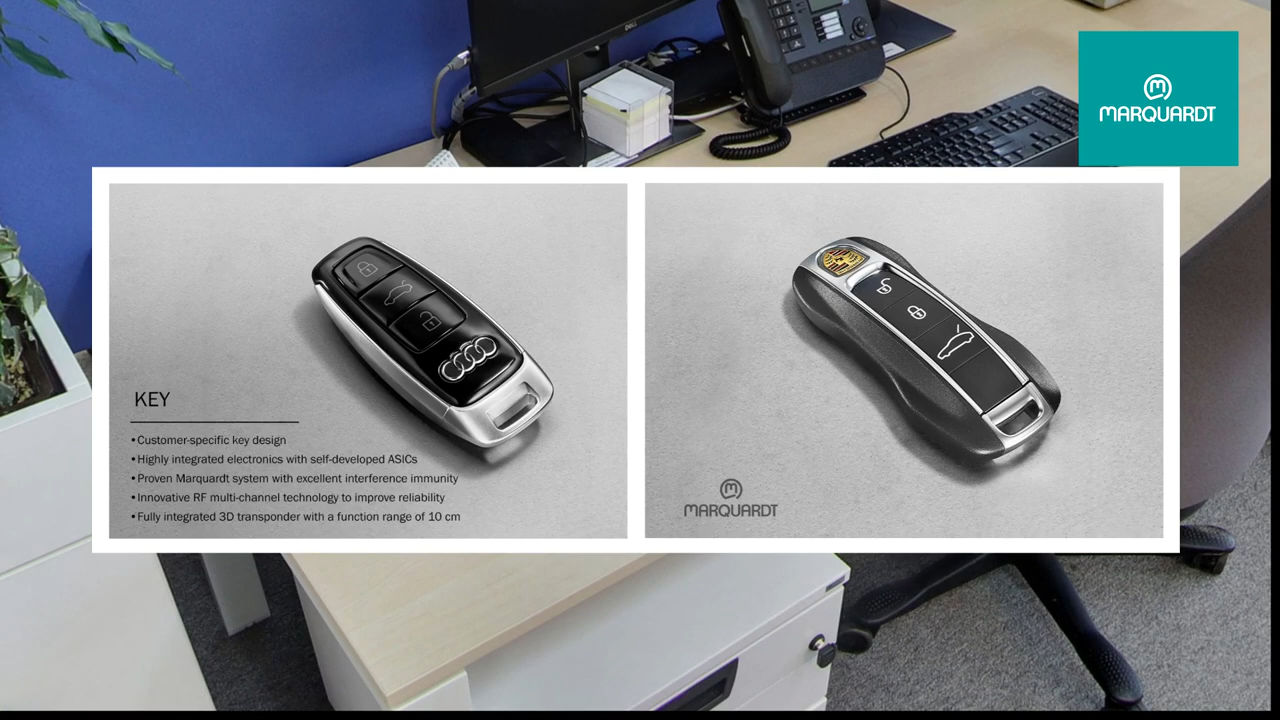 DELL
MARQUARDT
KEY
•Customer-specific key design
•Highly integrated electronics with self-developed ASICs
•Proven Marquardt system with excellent interference immunity
•Innovative RF multi-channel technology to improve reliability
•Fully integrated 3D transponder with a function range of 10 cm
MARQUARDT